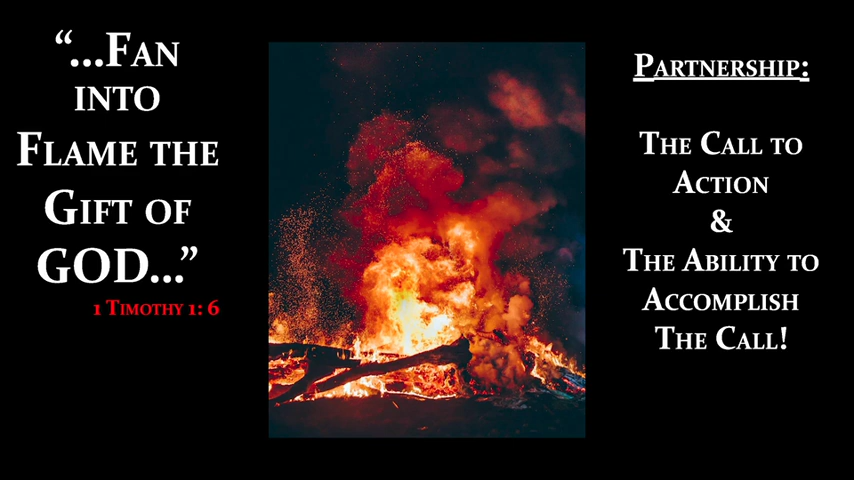 “...Fan
into
Flame the
Gift of
GOD...”
1 Timothy 1: 6
Partnership:
The Call to
Action
&
The Ability to
Accomplish
The Call!